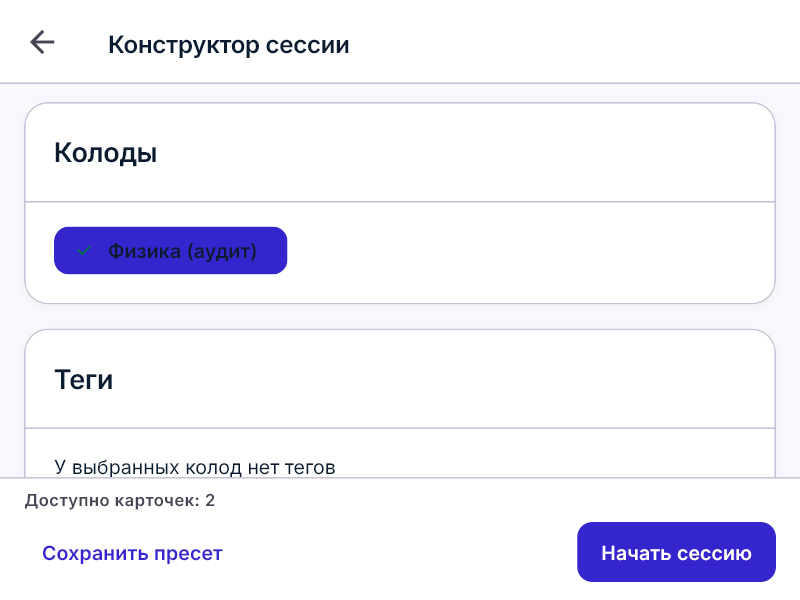 Конструктор сессии
Колоды
Физика (аудит)
Теги
У выбранных колод нет тегов
Доступно карточек: 2
Сохранить пресет
Начать сессию